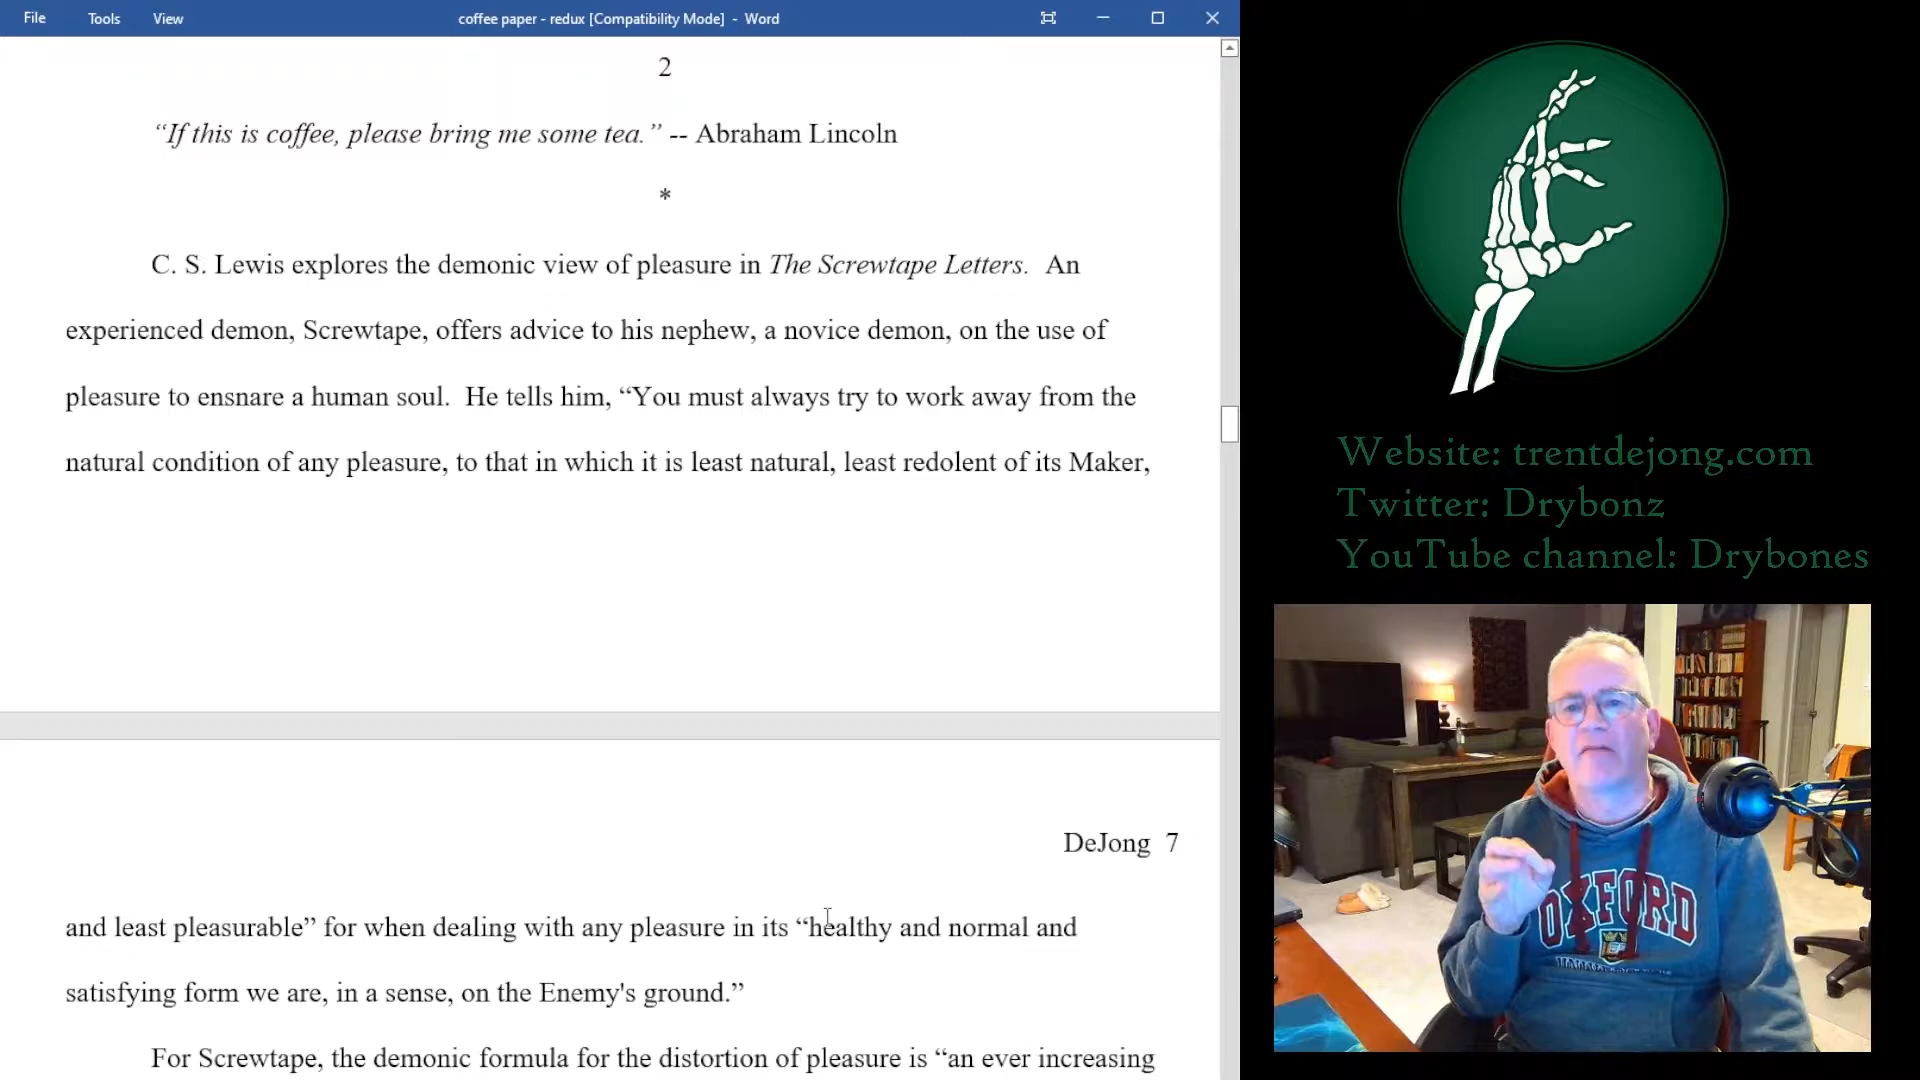 File Tools View coffee paper - redux [Compatibility Mode] - Word
2
“If this is coffee, please bring me some tea.” -- Abraham Lincoln
*
C. S. Lewis explores the demonic view of pleasure in The Screwtape Letters. An
experienced demon, Screwtape, offers advice to his nephew, a novice demon, on the use of
pleasure to ensnare a human soul. He tells him, “You must always try to work away from the
natural condition of any pleasure, to that in which it is least natural, least redolent of its Maker,
DeJong 7
and least pleasurable” for when dealing with any pleasure in its “healthy and normal and
satisfying form we are, in a sense, on the Enemy's ground.”
For Screwtape, the demonic formula for the distortion of pleasure is “an ever increasing
Website: trentdejong.com
Twitter: Drybonz
YouTube channel: Drybones
OXFORD